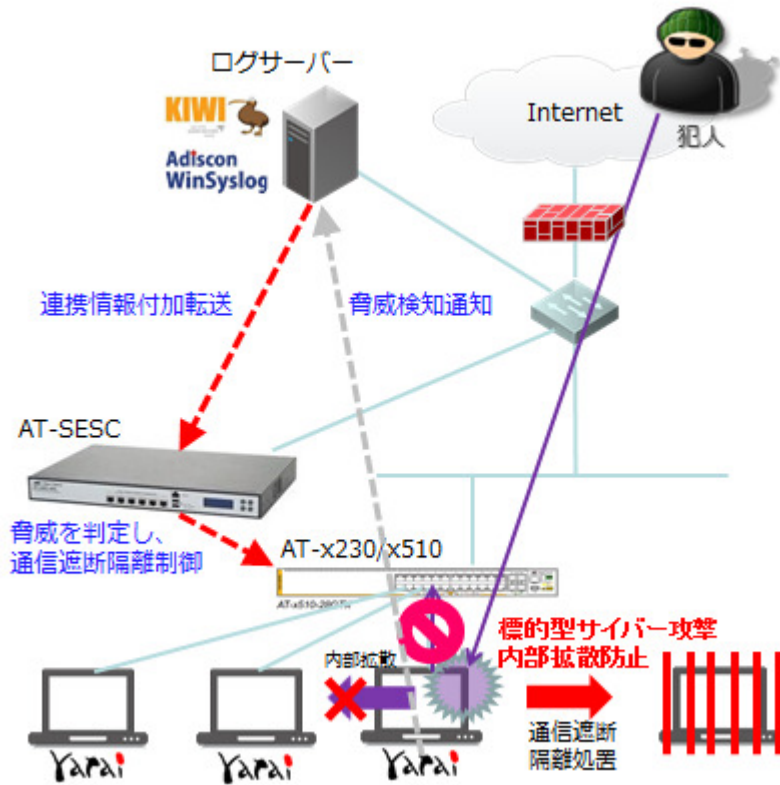 ログサーバー
KIWI
Adiscon
WinSyslog
Internet
犯人
連携情報付加転送
脅威検知通知
AT-SESC
脅威を判定し、
通信遮断隔離制御
AT-x230/x510
AT-x510-28GTX
標的型サイバー攻撃
内部拡散防止
内部拡散
通信遮断
隔離処置
Yarai
Yarai
Yarai